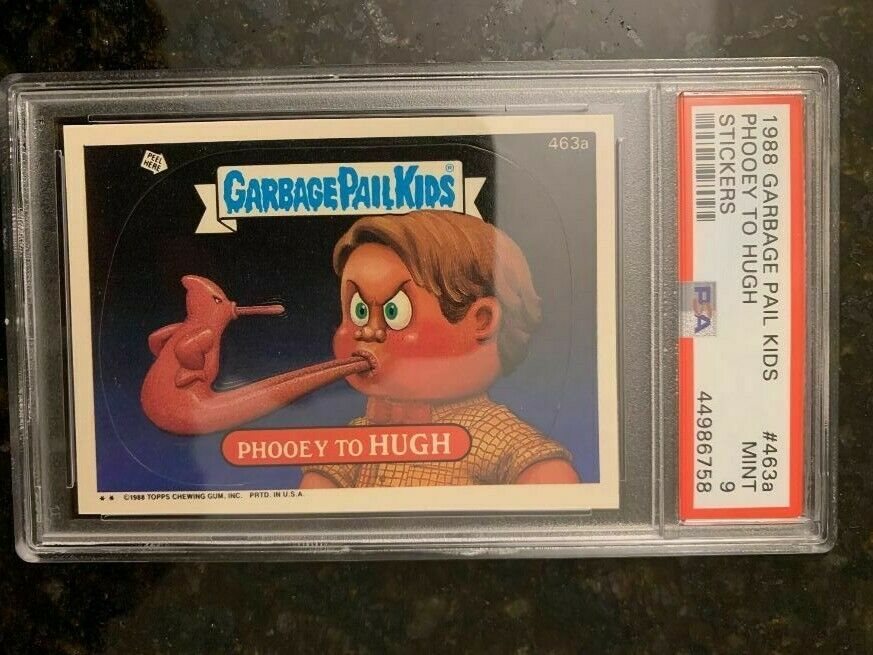 PEEL
HERE
463a
GARBAGE PAIL KIDS®
PHOOEY TO HUGH
** ©1988 TOPPS CHEWING GUM, INC. PRTD. IN U.S.A.
1988 GARBAGE PAIL KIDS #463a
PHOOEY TO HUGH MINT
STICKERS 9
PSA 44986758